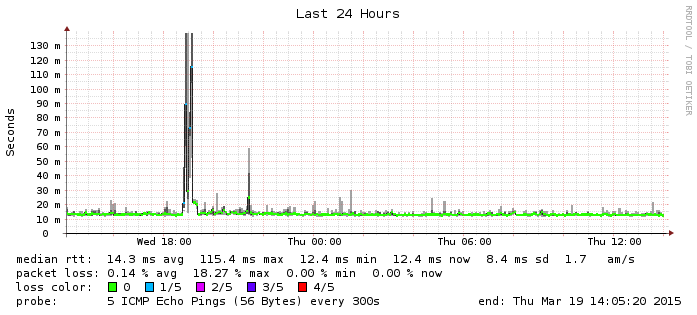 Last 24 Hours
RRDTOOL / TOBI OETIKER
Seconds
130 m
120 m
110 m
100 m
90 m
80 m
70 m
60 m
50 m
40 m
30 m
20 m
10 m
0
Wed 18:00 Thu 00:00 Thu 06:00 Thu 12:00
median rtt: 14.3 ms avg 115.4 ms max 12.4 ms min 12.4 ms now 8.4 ms sd 1.7 am/s
packet loss: 0.14 % avg 18.27 % max 0.00 % min 0.00 % now
loss color: 0 1/5 2/5 3/5 4/5
probe: 5 ICMP Echo Pings (56 Bytes) every 300s end: Thu Mar 19 14:05:20 2015